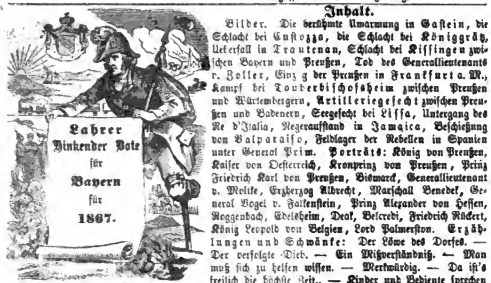 Inhalt.
Bilder. Die berühmte Umarmung in Gastein, die
Schlacht bei Custozza, die Schlacht bei Königgrätz,
Ueberfall in Trautenau, Schlacht bei Kissingen zwi-
schen Bayern und Preußen, Tod des Generallieutenants
v. Zoller, Einz g der Preußen in Frankfurt a. M.,
Kampf bei Tauberbischofsheim zwischen Preußen
und Würtembergern, Artilleriegefecht zwischen Preu-
ßen und Badenern, Seegefecht bei Lissa, Untergang des
Re d'Italia, Negeraufstand in Jamaica, Beschießung
von Valparaiso, Feldlager der Rebellen in Spanien
unter General Prim. Porträts: König von Preußen,
Kaiser von Oesterreich, Kronprinz von Preußen, Prinz
Friedrich Karl von Preußen, Bismarck, Generallieutenant
v. Moltke, Erzherzog Albrecht, Marschall Benedek, Ge-
neral Vogel v. Falkenstein, Prinz Alexander von Hessen,
Roggenbach, Edelsheim, Deak, Belcredi, Friedrich Rückert,
König Leopold von Belgien, Lord Palmerston. Erzäh-
lungen und Schwänke: Der Löwe des Dorfes. —
Der verfolgte Dieb. — Ein Mißverständniß. — Man
muß sich zu helfen wissen. — Merkwürdig. — Da ist's
freilich die höchste Zeit. — Kinder und Bediente sprechen
Lahrer
Hinkender Bote
für
Bayern
für
1867.